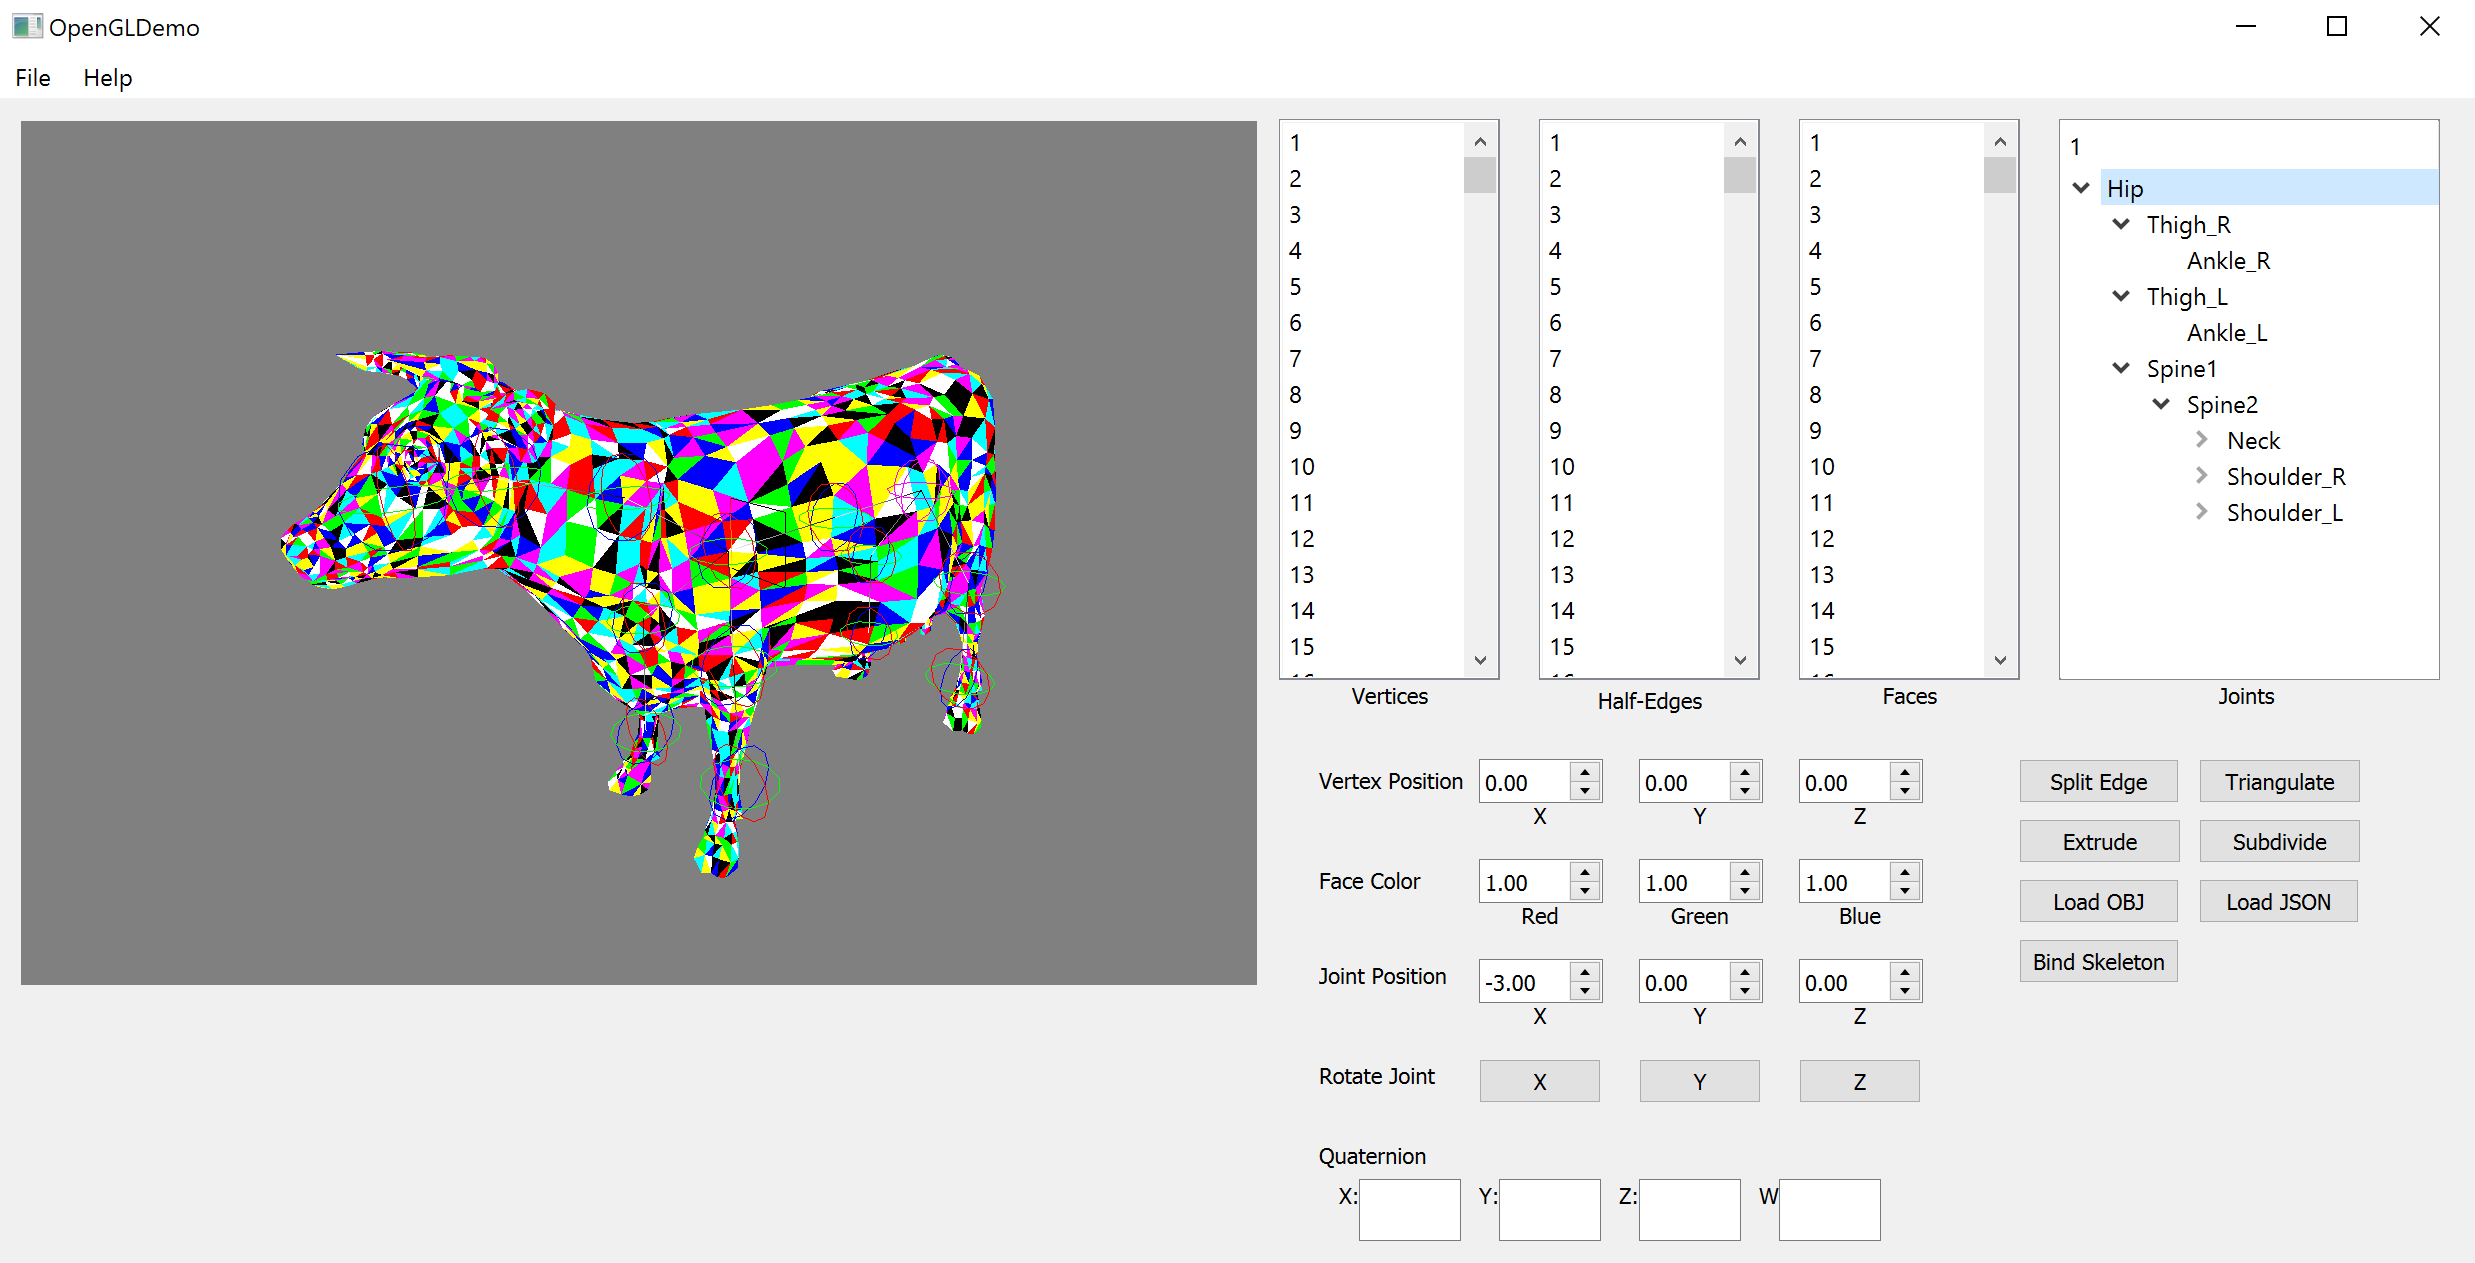 OpenGLDemo
File Help
1
2
3
4
5
6
7
8
9
10
11
12
13
14
15
Vertices
1
2
3
4
5
6
7
8
9
10
11
12
13
14
15
Half-Edges
1
2
3
4
5
6
7
8
9
10
11
12
13
14
15
Faces
1
Hip
Thigh_R
Ankle_R
Thigh_L
Ankle_L
Spine1
Spine2
Neck
Shoulder_R
Shoulder_L
Joints
Vertex Position 0.00 0.00 0.00
X Y Z
Face Color 1.00 1.00 1.00
Red Green Blue
Joint Position -3.00 0.00 0.00
X Y Z
Rotate Joint X Y Z
Quaternion
X: Y: Z: W
Split Edge Triangulate
Extrude Subdivide
Load OBJ Load JSON
Bind Skeleton